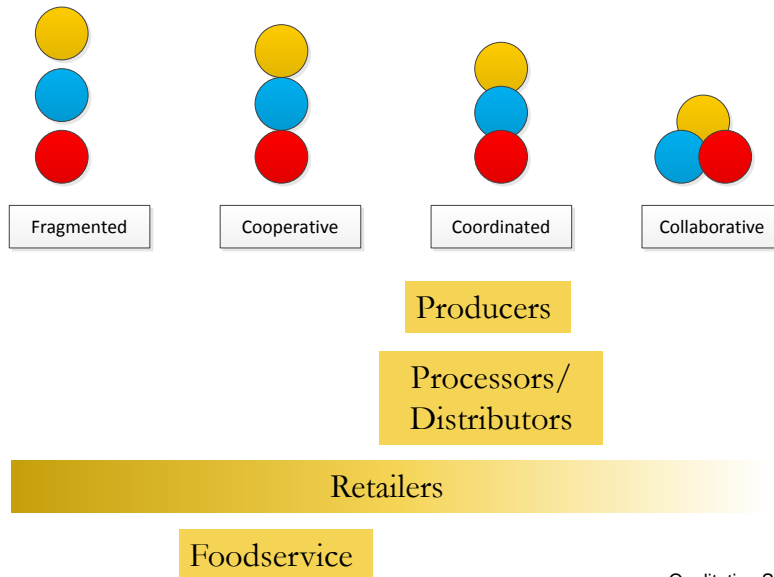 Fragmented
Cooperative
Coordinated
Collaborative
Producers
Processors/
Distributors
Retailers
Foodservice